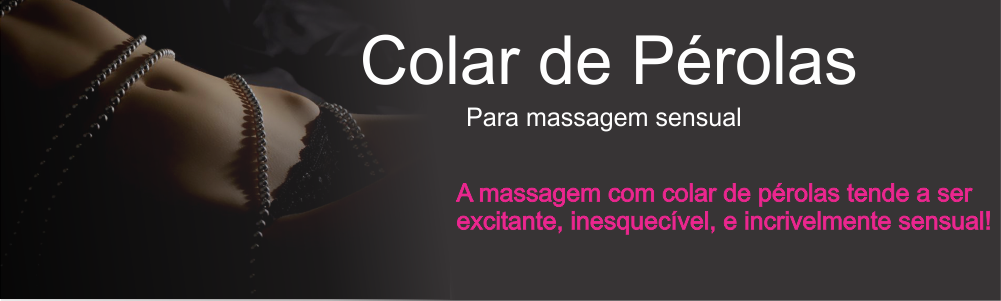 Colar de Pérolas
Para massagem sensual
A massagem com colar de pérolas tende a ser
excitante, inesquecível, e incrivelmente sensual!